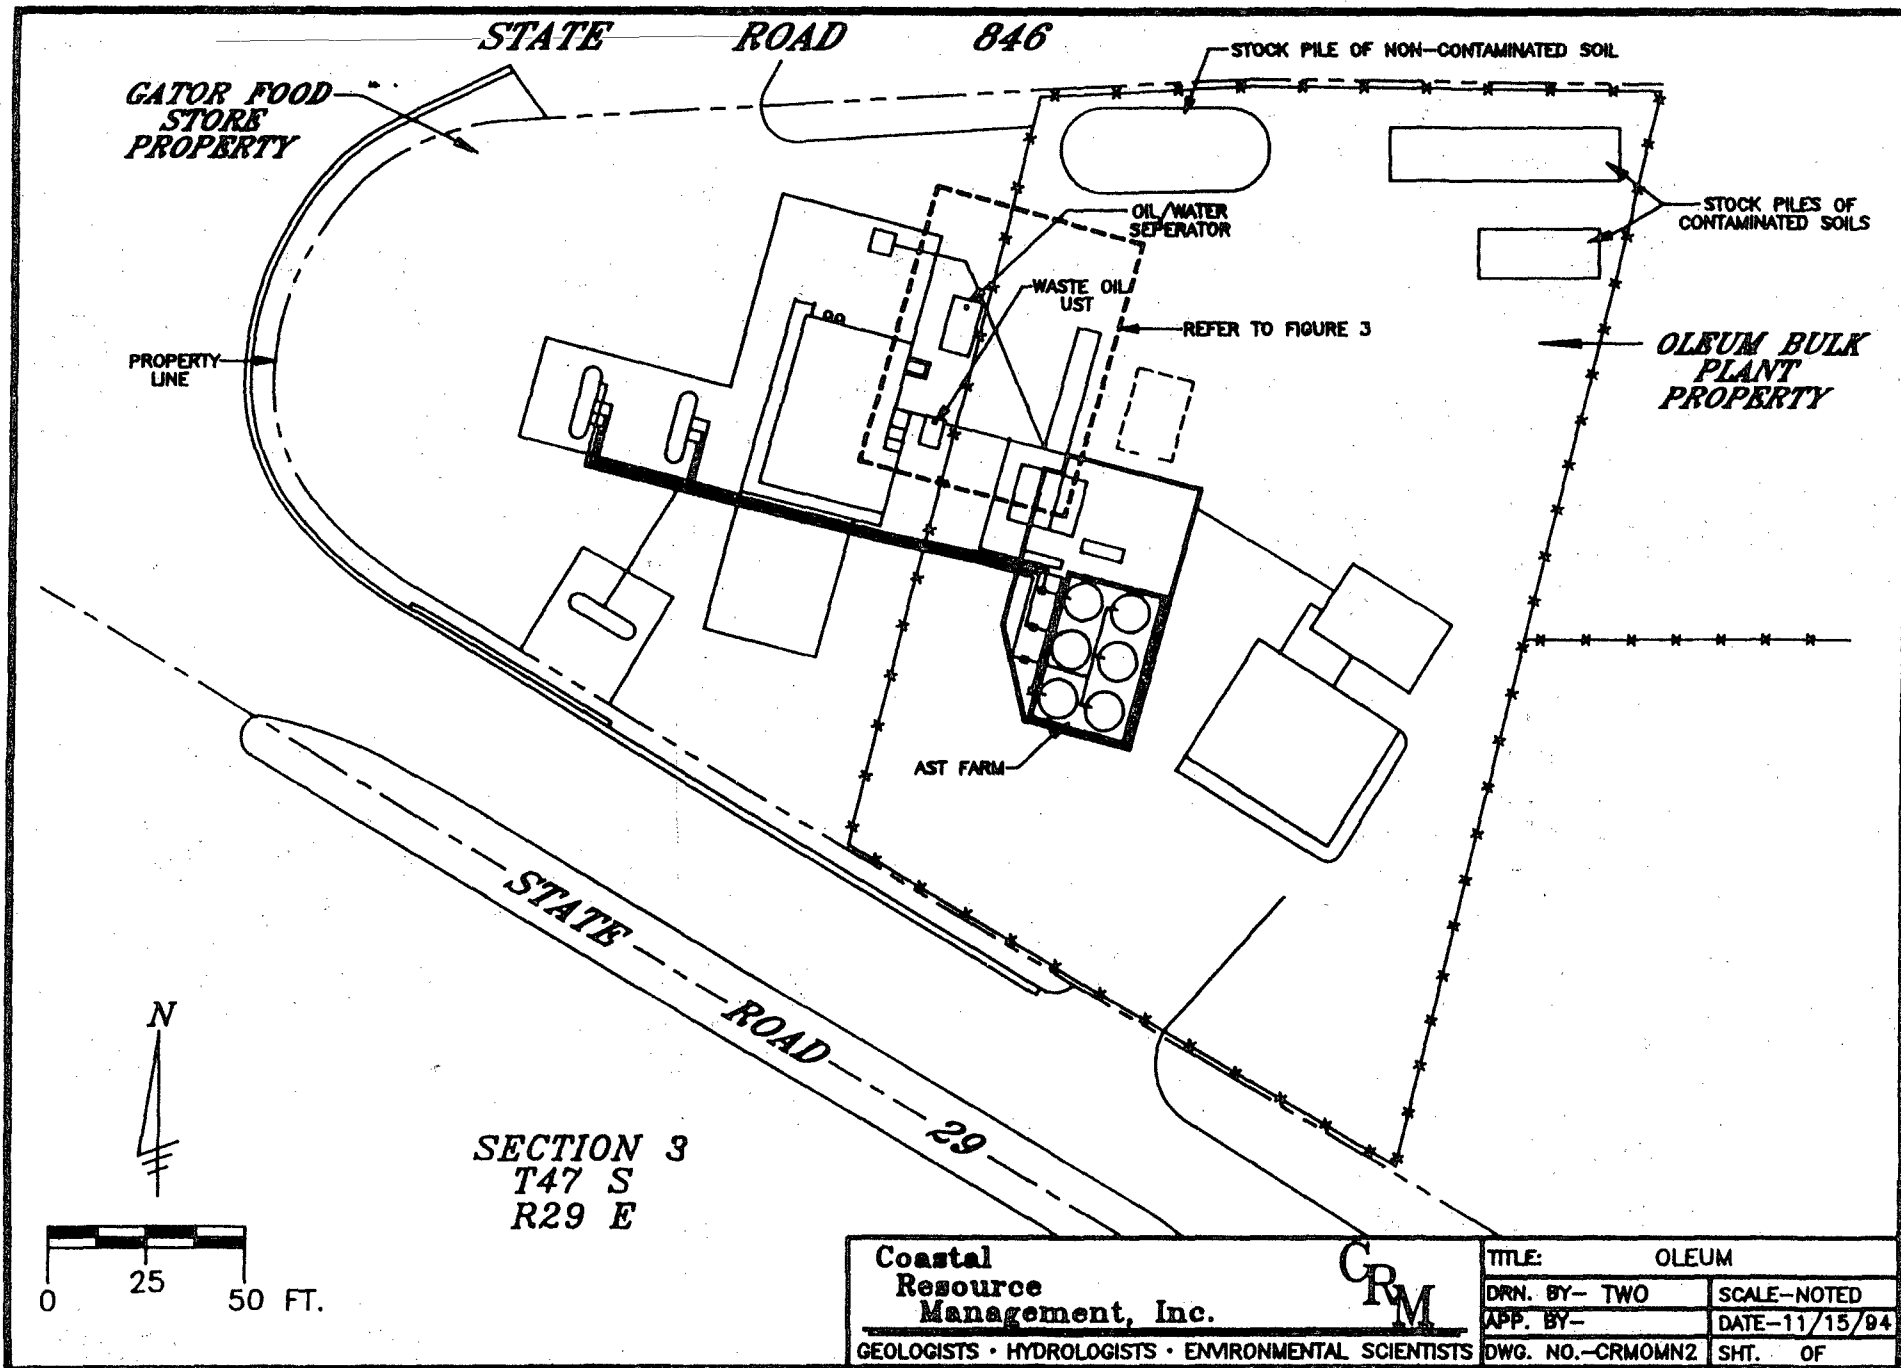 STATE ROAD 846
STOCK PILE OF NON-CONTAMINATED SOIL
GATOR FOOD
STORE
PROPERTY
OIL/WATER
SEPERATOR
STOCK PILES OF
CONTAMINATED SOILS
WASTE OIL
UST
REFER TO FIGURE 3
OLEUM BULK
PLANT
PROPERTY
PROPERTY
LINE
AST FARM
STATE ROAD 29
N
SECTION 3
T47 S
R29 E
0 25 50 FT.
Coastal
Resource
Management, Inc.
CRM
GEOLOGISTS · HYDROLOGISTS · ENVIRONMENTAL SCIENTISTS
TITLE: OLEUM
DRN. BY- TWO
SCALE-NOTED
APP. BY-
DATE-11/15/94
DWG. NO.-CRMOMN2
SHT. OF